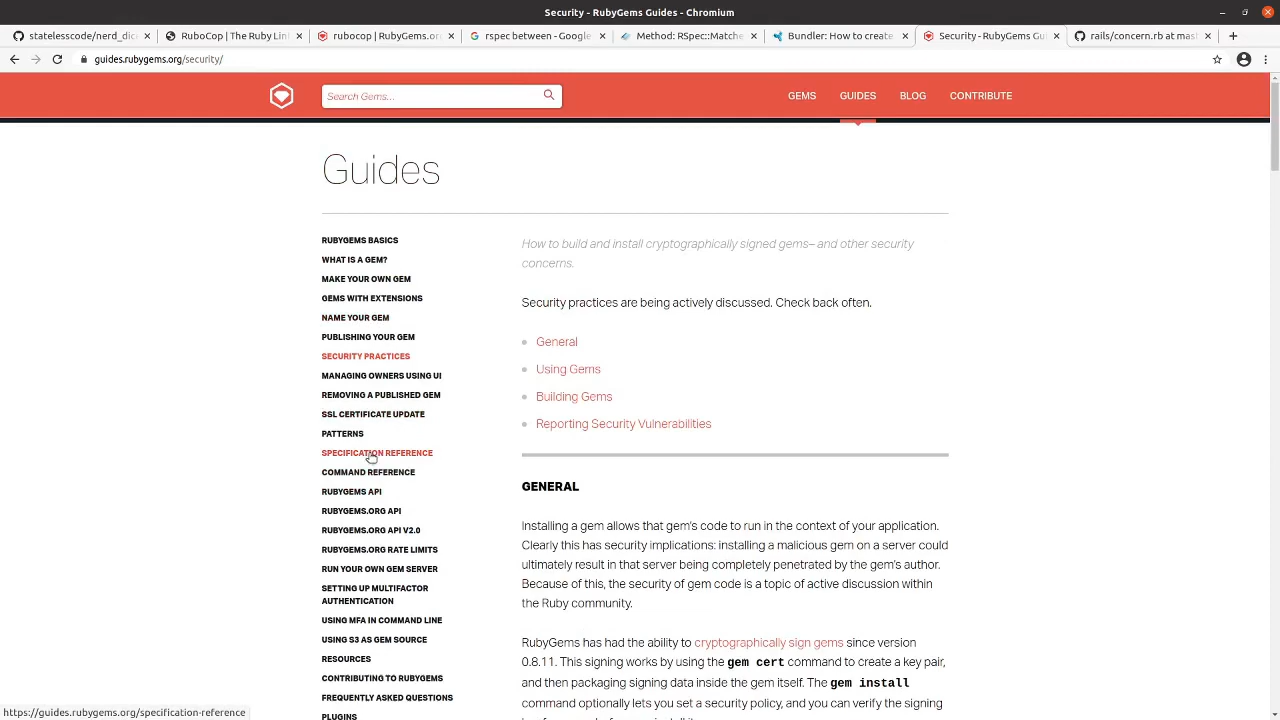 Security - RubyGems Guides - Chromium
statelesscode/nerd_dic
RuboCop | The Ruby Lin
rubocop | RubyGems.or
rspec between - Google
Method: RSpec::Matche
Bundler: How to create
Security - RubyGems Gui
rails/concern.rb at mast
guides.rubygems.org/security/
Search Gems…
GEMS
GUIDES
BLOG
CONTRIBUTE
Guides
RUBYGEMS BASICS
WHAT IS A GEM?
MAKE YOUR OWN GEM
GEMS WITH EXTENSIONS
NAME YOUR GEM
PUBLISHING YOUR GEM
SECURITY PRACTICES
MANAGING OWNERS USING UI
REMOVING A PUBLISHED GEM
SSL CERTIFICATE UPDATE
PATTERNS
SPECIFICATION REFERENCE
COMMAND REFERENCE
RUBYGEMS API
RUBYGEMS.ORG API
RUBYGEMS.ORG API V2.0
RUBYGEMS.ORG RATE LIMITS
RUN YOUR OWN GEM SERVER
SETTING UP MULTIFACTOR
AUTHENTICATION
USING MFA IN COMMAND LINE
USING S3 AS GEM SOURCE
RESOURCES
CONTRIBUTING TO RUBYGEMS
FREQUENTLY ASKED QUESTIONS
PLUGINS
How to build and install cryptographically signed gems– and other security
concerns.
Security practices are being actively discussed. Check back often.
General
Using Gems
Building Gems
Reporting Security Vulnerabilities
GENERAL
Installing a gem allows that gem's code to run in the context of your application.
Clearly this has security implications: installing a malicious gem on a server could
ultimately result in that server being completely penetrated by the gem's author.
Because of this, the security of gem code is a topic of active discussion within
the Ruby community.
RubyGems has had the ability to cryptographically sign gems since version
0.8.11. This signing works by using the gem cert command to create a key pair,
and then packaging signing data inside the gem itself. The gem install
command optionally lets you set a security policy, and you can verify the signing
https://guides.rubygems.org/specification-reference